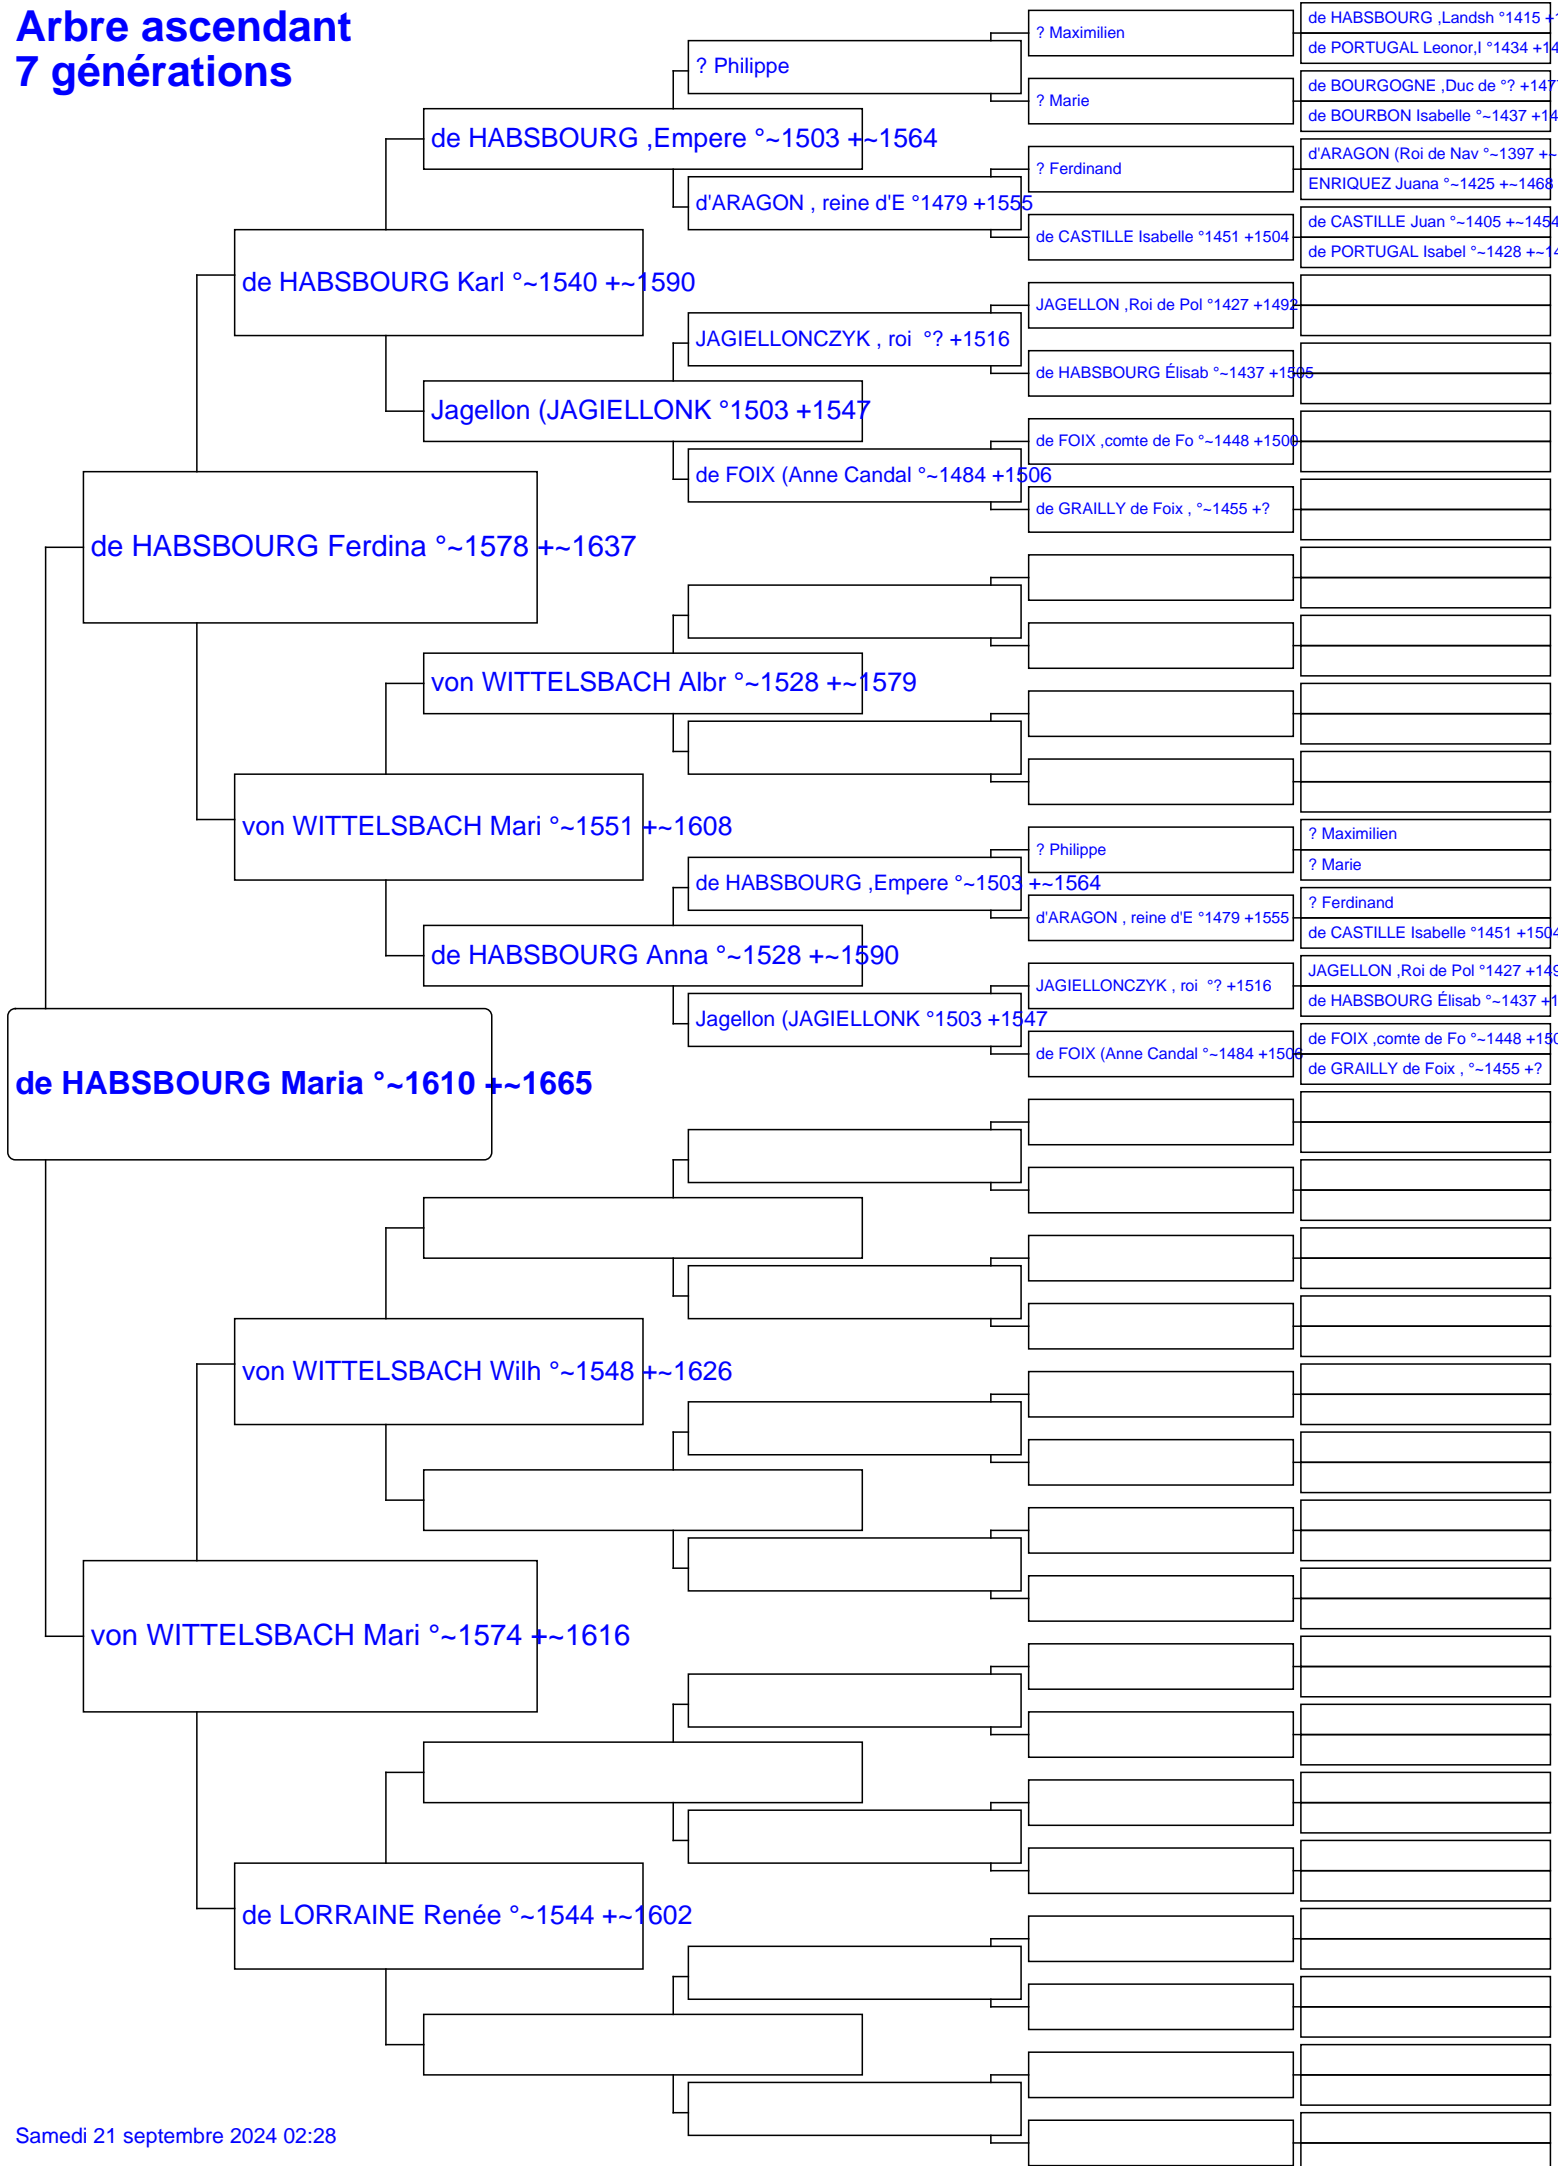 Arbre ascendant
7 générations
? Maximilien
de HABSBOURG ,Landsh °1415 +1
de PORTUGAL Leonor,I °1434 +14
? Philippe
? Marie
de BOURGOGNE ,Duc de °? +147
de BOURBON Isabelle °~1437 +14
de HABSBOURG ,Empere °~1503 +~1564
? Ferdinand
d'ARAGON (Roi de Nav °~1397 +~
ENRIQUEZ Juana °~1425 +~1468
d'ARAGON , reine d'E °1479 +1555
de CASTILLE Isabelle °1451 +1504
de CASTILLE Juan °~1405 +~1454
de PORTUGAL Isabel °~1428 +~14
de HABSBOURG Karl °~1540 +~1590
JAGELLON ,Roi de Pol °1427 +1492
JAGIELLONCZYK , roi °? +1516
de HABSBOURG Élisab °~1437 +1505
Jagellon (JAGIELLONK °1503 +1547
de FOIX ,comte de Fo °~1448 +1500
de FOIX (Anne Candal °~1484 +1506
de GRAILLY de Foix , °~1455 +?
de HABSBOURG Ferdina °~1578 +~1637
von WITTELSBACH Albr °~1528 +~1579
von WITTELSBACH Mari °~1551 +~1608
? Philippe
? Maximilien
? Marie
de HABSBOURG ,Empere °~1503 +~1564
d'ARAGON , reine d'E °1479 +1555
? Ferdinand
de CASTILLE Isabelle °1451 +1504
de HABSBOURG Anna °~1528 +~1590
JAGIELLONCZYK , roi °? +1516
JAGELLON ,Roi de Pol °1427 +149
de HABSBOURG Élisab °~1437 +1
Jagellon (JAGIELLONK °1503 +1547
de FOIX (Anne Candal °~1484 +1506
de FOIX ,comte de Fo °~1448 +150
de GRAILLY de Foix , °~1455 +?
de HABSBOURG Maria °~1610 +~1665
von WITTELSBACH Wilh °~1548 +~1626
von WITTELSBACH Mari °~1574 +~1616
de LORRAINE Renée °~1544 +~1602
Samedi 21 septembre 2024 02:28